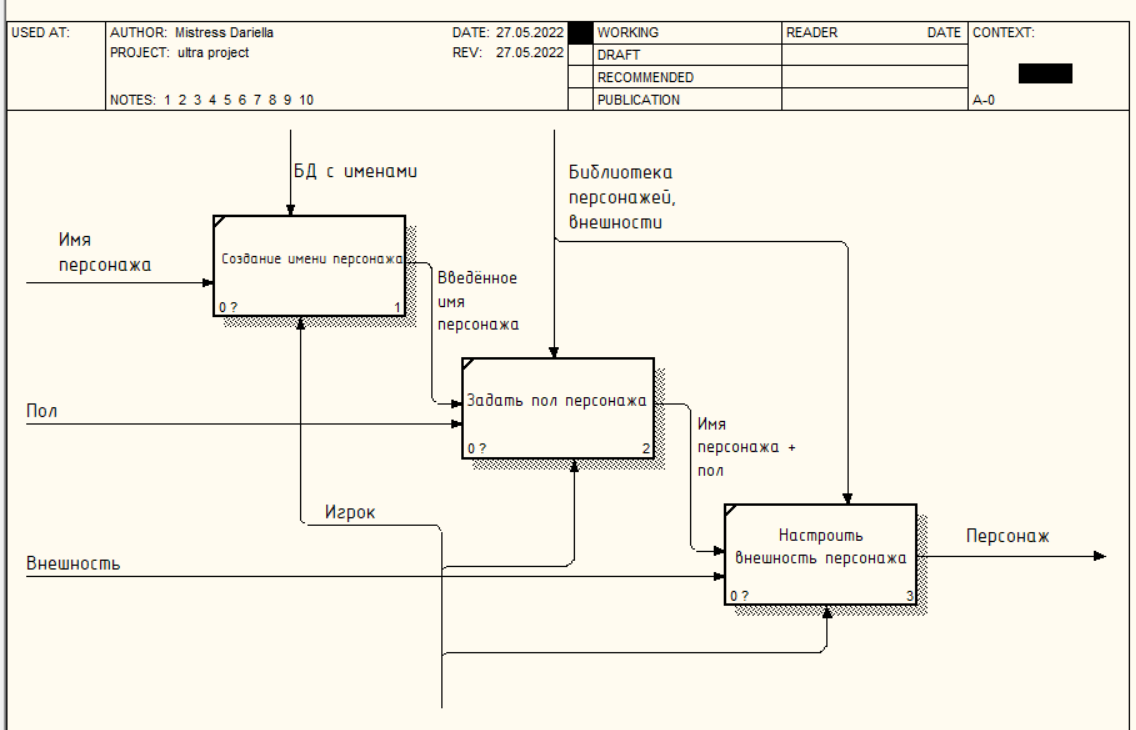 USED AT:
AUTHOR: Mistress Dariella
DATE: 27.05.2022
WORKING
READER
DATE
CONTEXT:
PROJECT: ultra project
REV: 27.05.2022
DRAFT
RECOMMENDED
NOTES: 1 2 3 4 5 6 7 8 9 10
PUBLICATION
A-0
БД с именами
Библиотека
персонажей,
внешности
Имя
персонажа
Создание имени персонажа
0 ?
1
Введённое
имя
персонажа
Пол
Задать пол персонажа
0 ?
2
Имя
персонажа +
пол
Игрок
Внешность
Настроить
внешность персонажа
0 ?
3
Персонаж